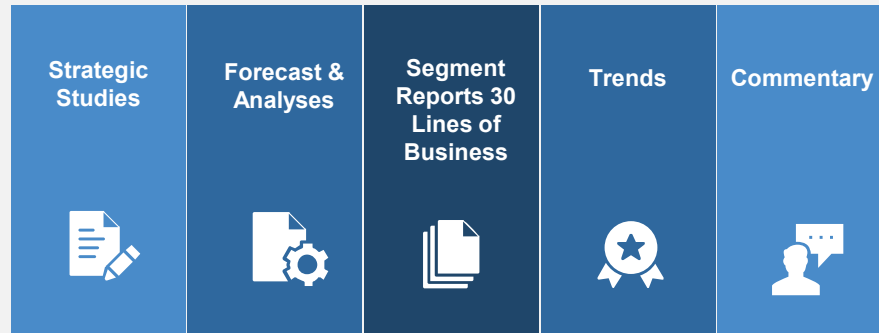 Strategic
Studies
Forecast &
Analyses
Segment
Reports 30
Lines of
Business
Trends
Commentary